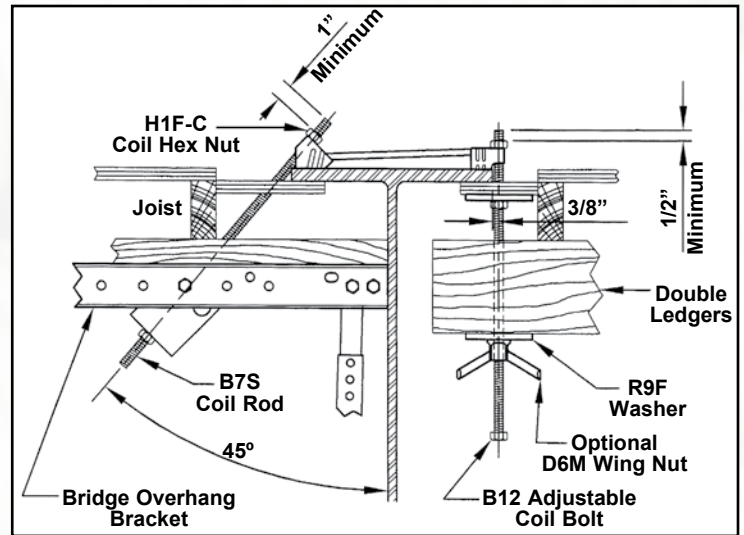 1”
Minimum
H1F-C
Coil Hex Nut
Joist
3/8”
1/2”
Minimum
Double
Ledgers
B7S
Coil Rod
R9F
Washer
45º
Optional
D6M Wing Nut
Bridge Overhang
Bracket
B12 Adjustable
Coil Bolt